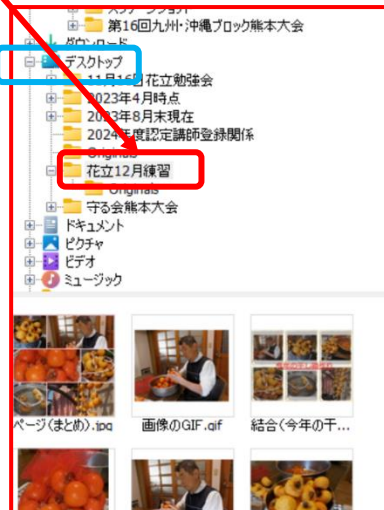 第16回九州・沖縄ブロック熊本大会
ダウンロード
デスクトップ
11月16日花立勉強会
2023年4月時点
2023年8月末現在
2024年度認定講師登録関係
Originals
花立12月練習
Originals
守る会熊本大会
ドキュメント
ピクチャ
ビデオ
ミュージック
ページ(まとめ).jpg
画像のGIF.gif
結合(今年の干...